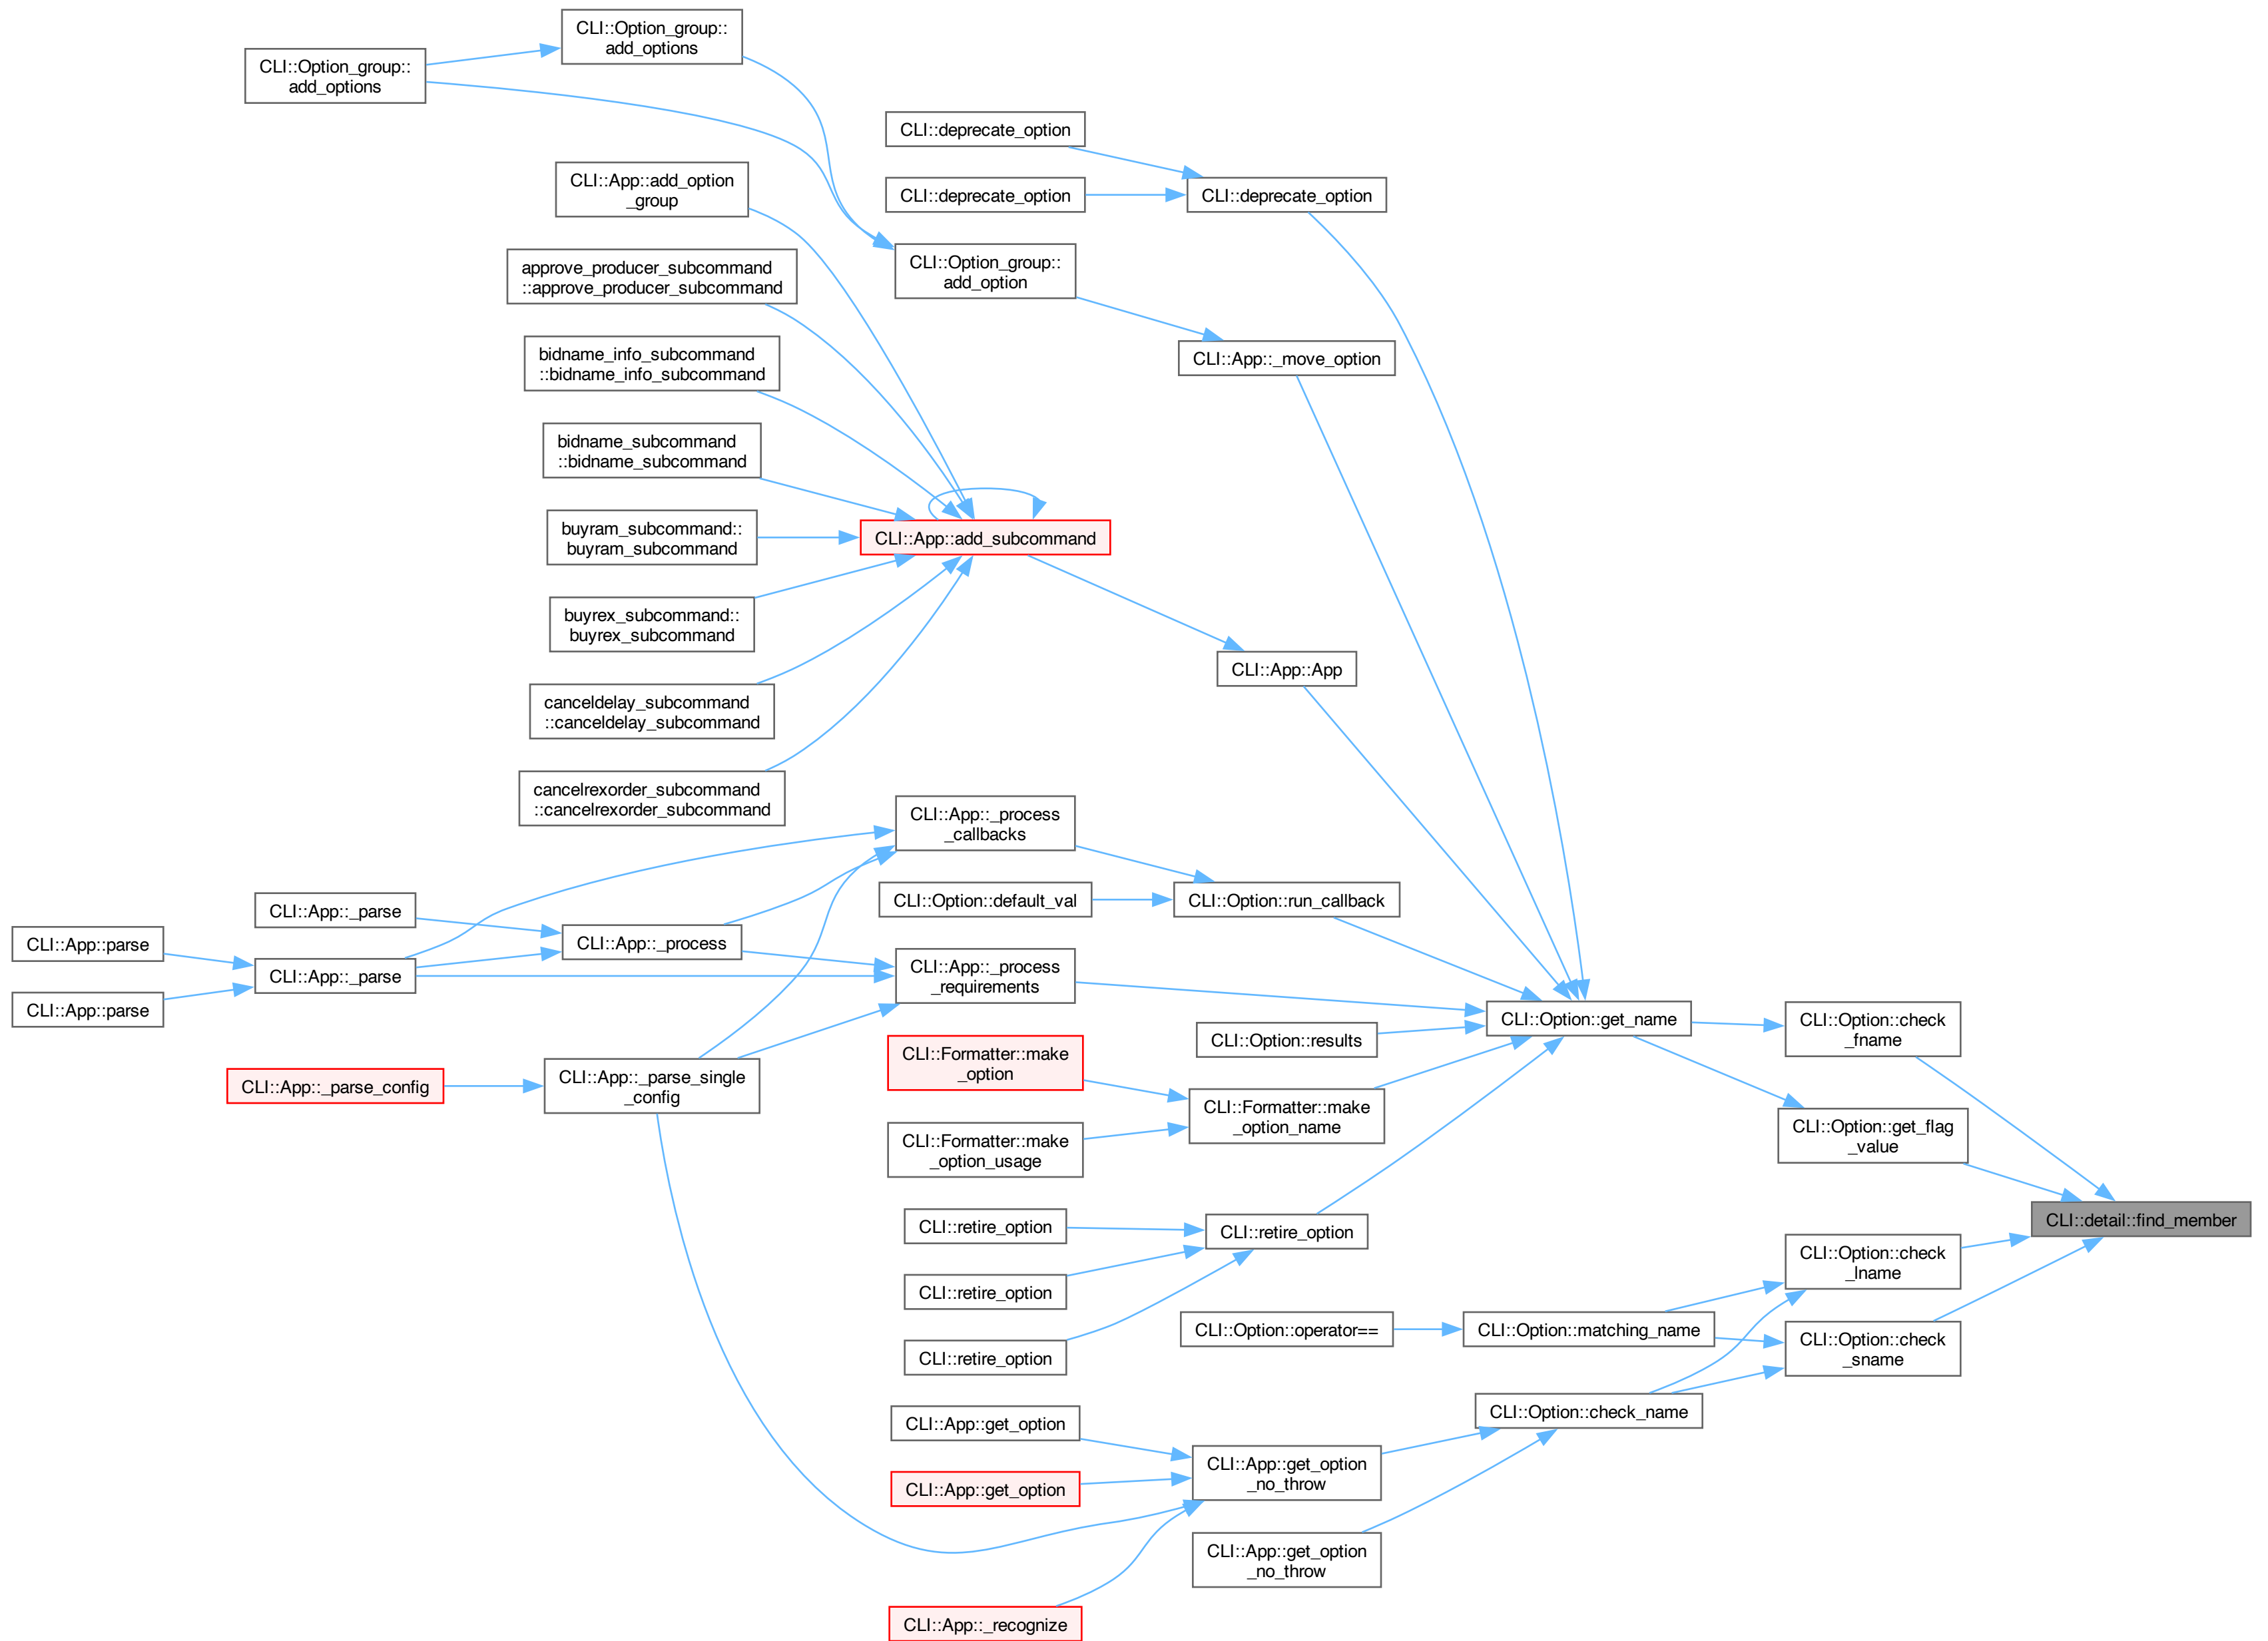 CLI::Option_group::
add_options
CLI::Option_group::
add_options
CLI::deprecate_option
CLI::App::add_option
_group
CLI::deprecate_option
CLI::deprecate_option
approve_producer_subcommand
::approve_producer_subcommand
CLI::Option_group::
add_option
bidname_info_subcommand
::bidname_info_subcommand
CLI::App::_move_option
bidname_subcommand
::bidname_subcommand
buyram_subcommand::
buyram_subcommand
CLI::App::add_subcommand
buyrex_subcommand::
buyrex_subcommand
CLI::App::App
canceldelay_subcommand
::canceldelay_subcommand
cancelrexorder_subcommand
::cancelrexorder_subcommand
CLI::App::_process
_callbacks
CLI::Option::default_val
CLI::Option::run_callback
CLI::App::_parse
CLI::App::parse
CLI::App::_process
CLI::App::_parse
CLI::App::_process
_requirements
CLI::App::parse
CLI::Option::get_name
CLI::Option::check
_fname
CLI::Option::results
CLI::Formatter::make
_option
CLI::App::_parse_config
CLI::App::_parse_single
_config
CLI::Formatter::make
_option_name
CLI::Option::get_flag
_value
CLI::Formatter::make
_option_usage
CLI::retire_option
CLI::retire_option
CLI::detail::find_member
CLI::Option::check
_lname
CLI::retire_option
CLI::Option::operator==
CLI::Option::matching_name
CLI::Option::check
_sname
CLI::retire_option
CLI::Option::check_name
CLI::App::get_option
CLI::App::get_option
_no_throw
CLI::App::get_option
CLI::App::get_option
_no_throw
CLI::App::_recognize